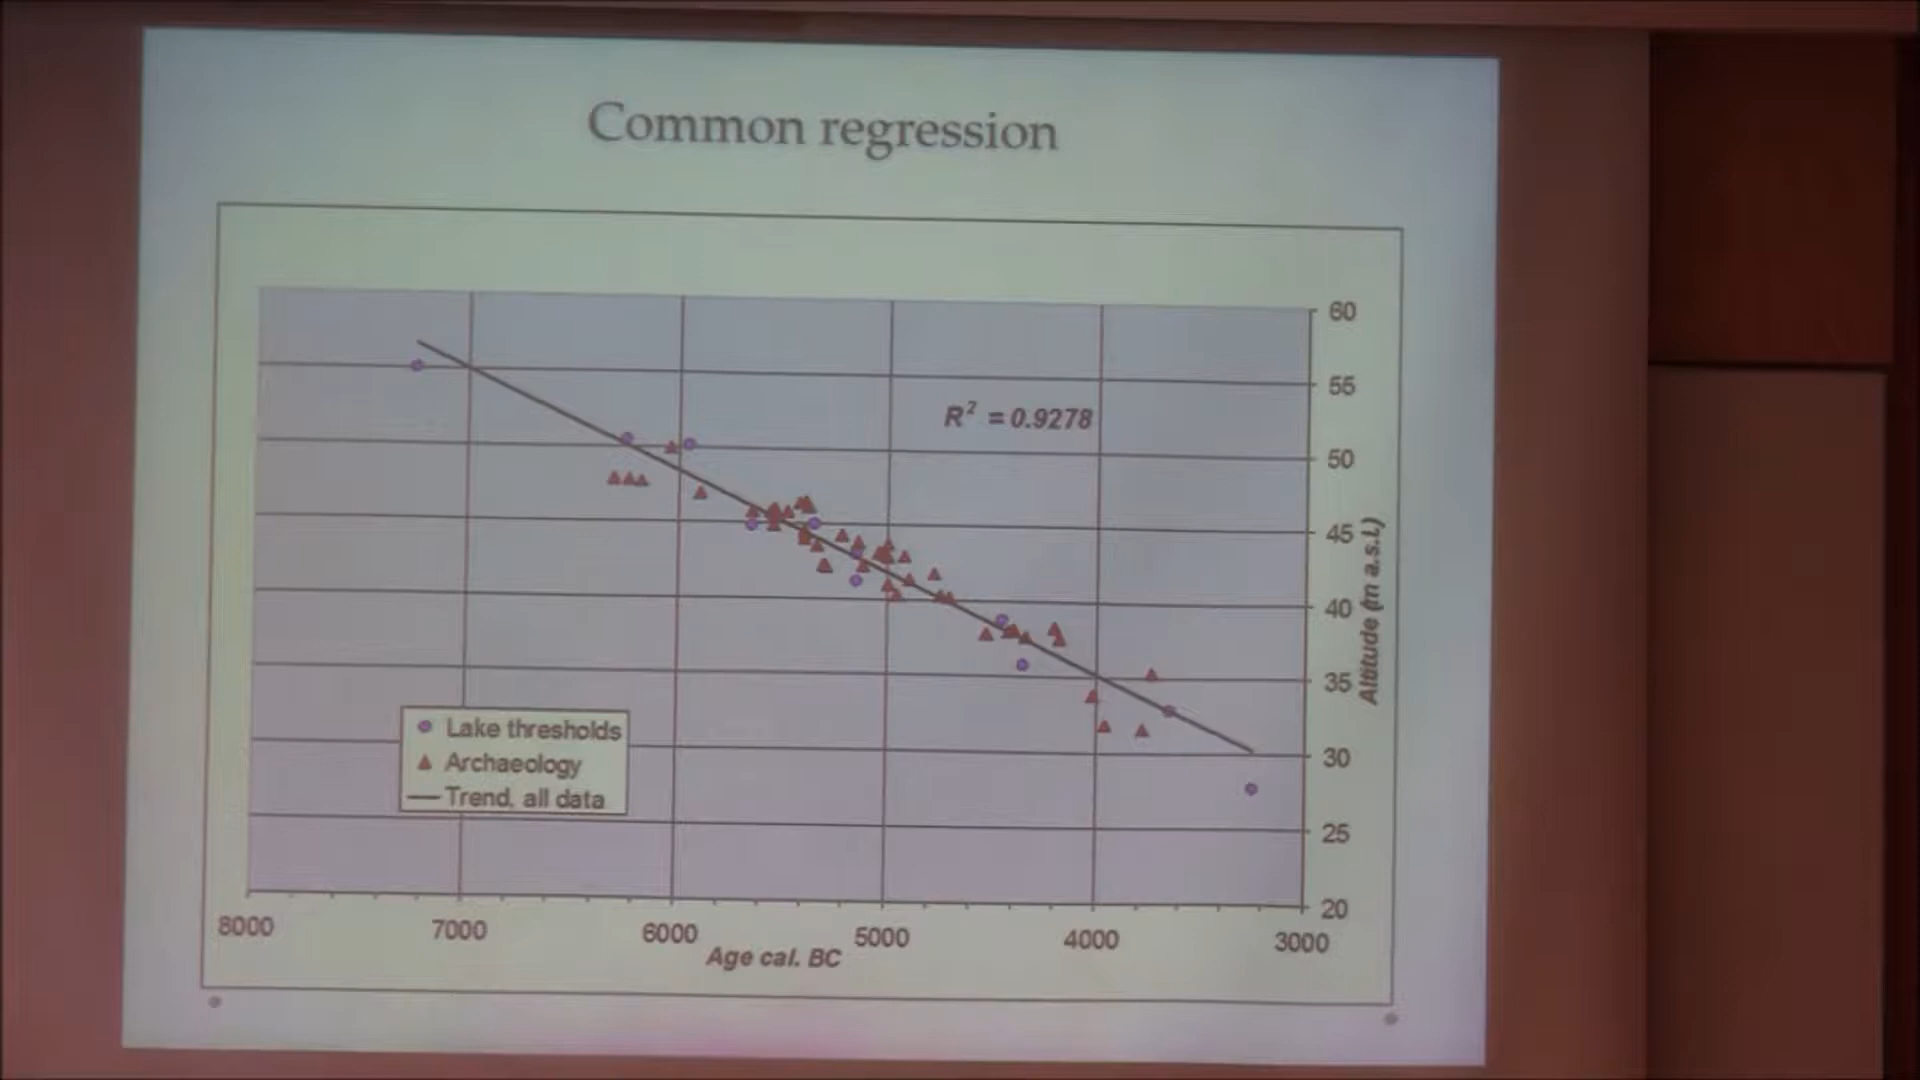 Common regression
R² = 0.9278
60
55
50
45
40
35
30
25
20
Altitude (m a.s.l.)
Lake thresholds
Archaeology
Trend, all data
8000
7000
6000
5000
4000
3000
Age cal. BC